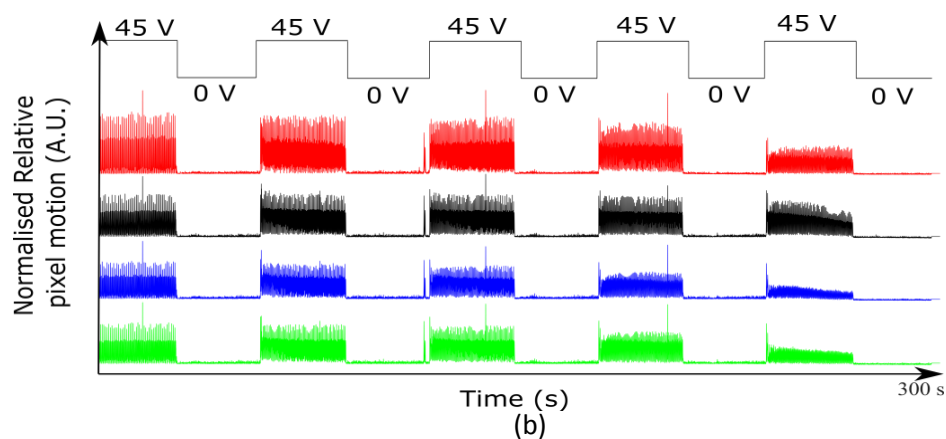 45 V 45 V 45 V 45 V 45 V
0 V 0 V 0 V 0 V 0 V
Normalised Relative
pixel motion (A.U.)
300 s
Time (s)
(b)